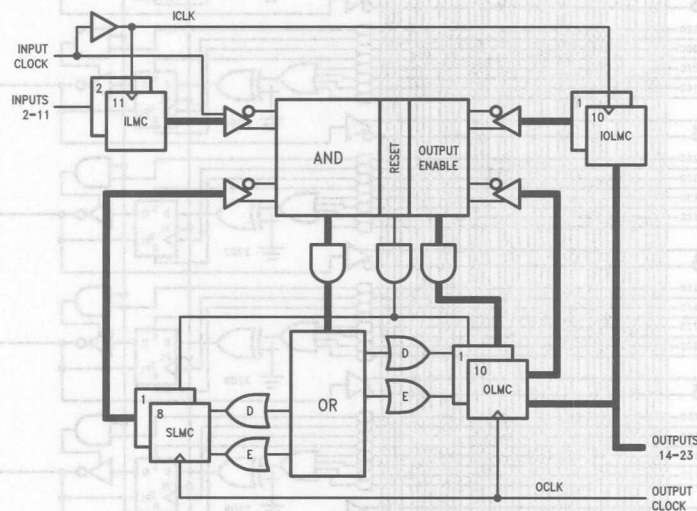 ICLK
INPUT
CLOCK
INPUTS
2-11
2
11
ILMC
AND
RESET
OUTPUT
ENABLE
1
10
IOLMC
OR
D
E
D
E
1
8
SLMC
1
10
OLMC
OUTPUTS
14-23
OCLK
OUTPUT
CLOCK